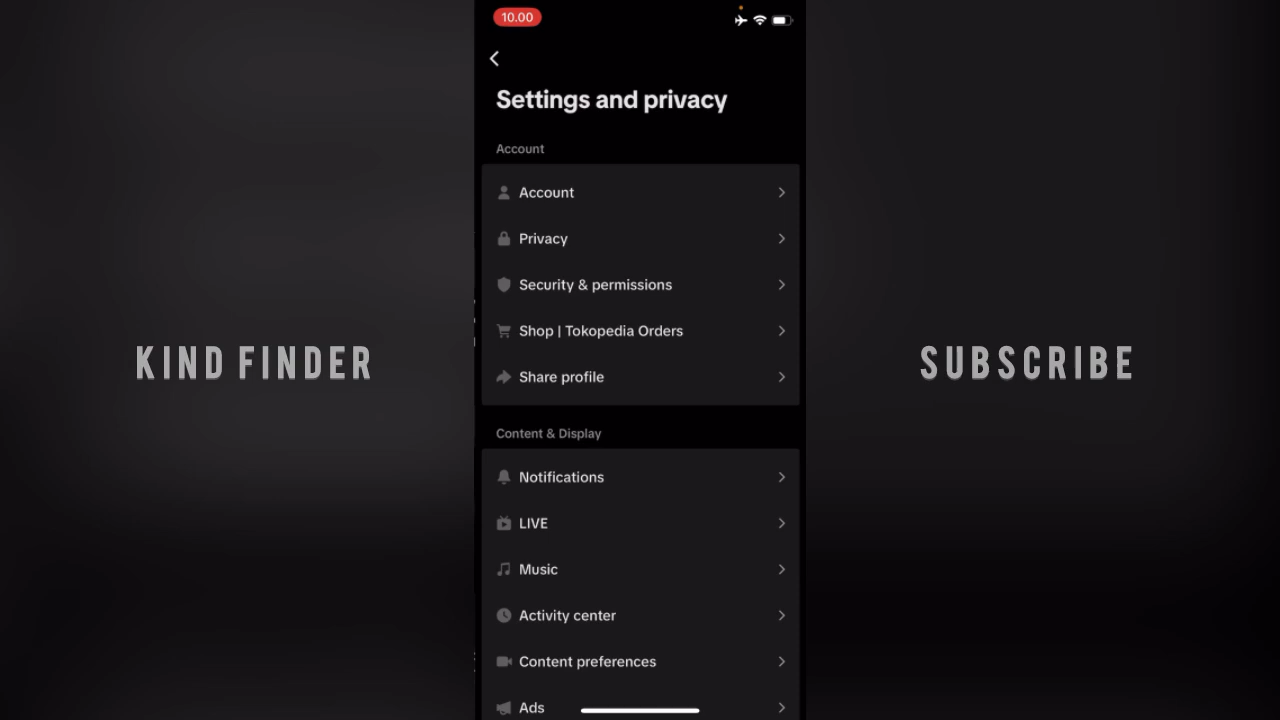 10.00
Settings and privacy
Account
Account
Privacy
Security & permissions
Shop | Tokopedia Orders
Share profile
KIND FINDER
SUBSCRIBE
Content & Display
Notifications
LIVE
Music
Activity center
Content preferences
Ads